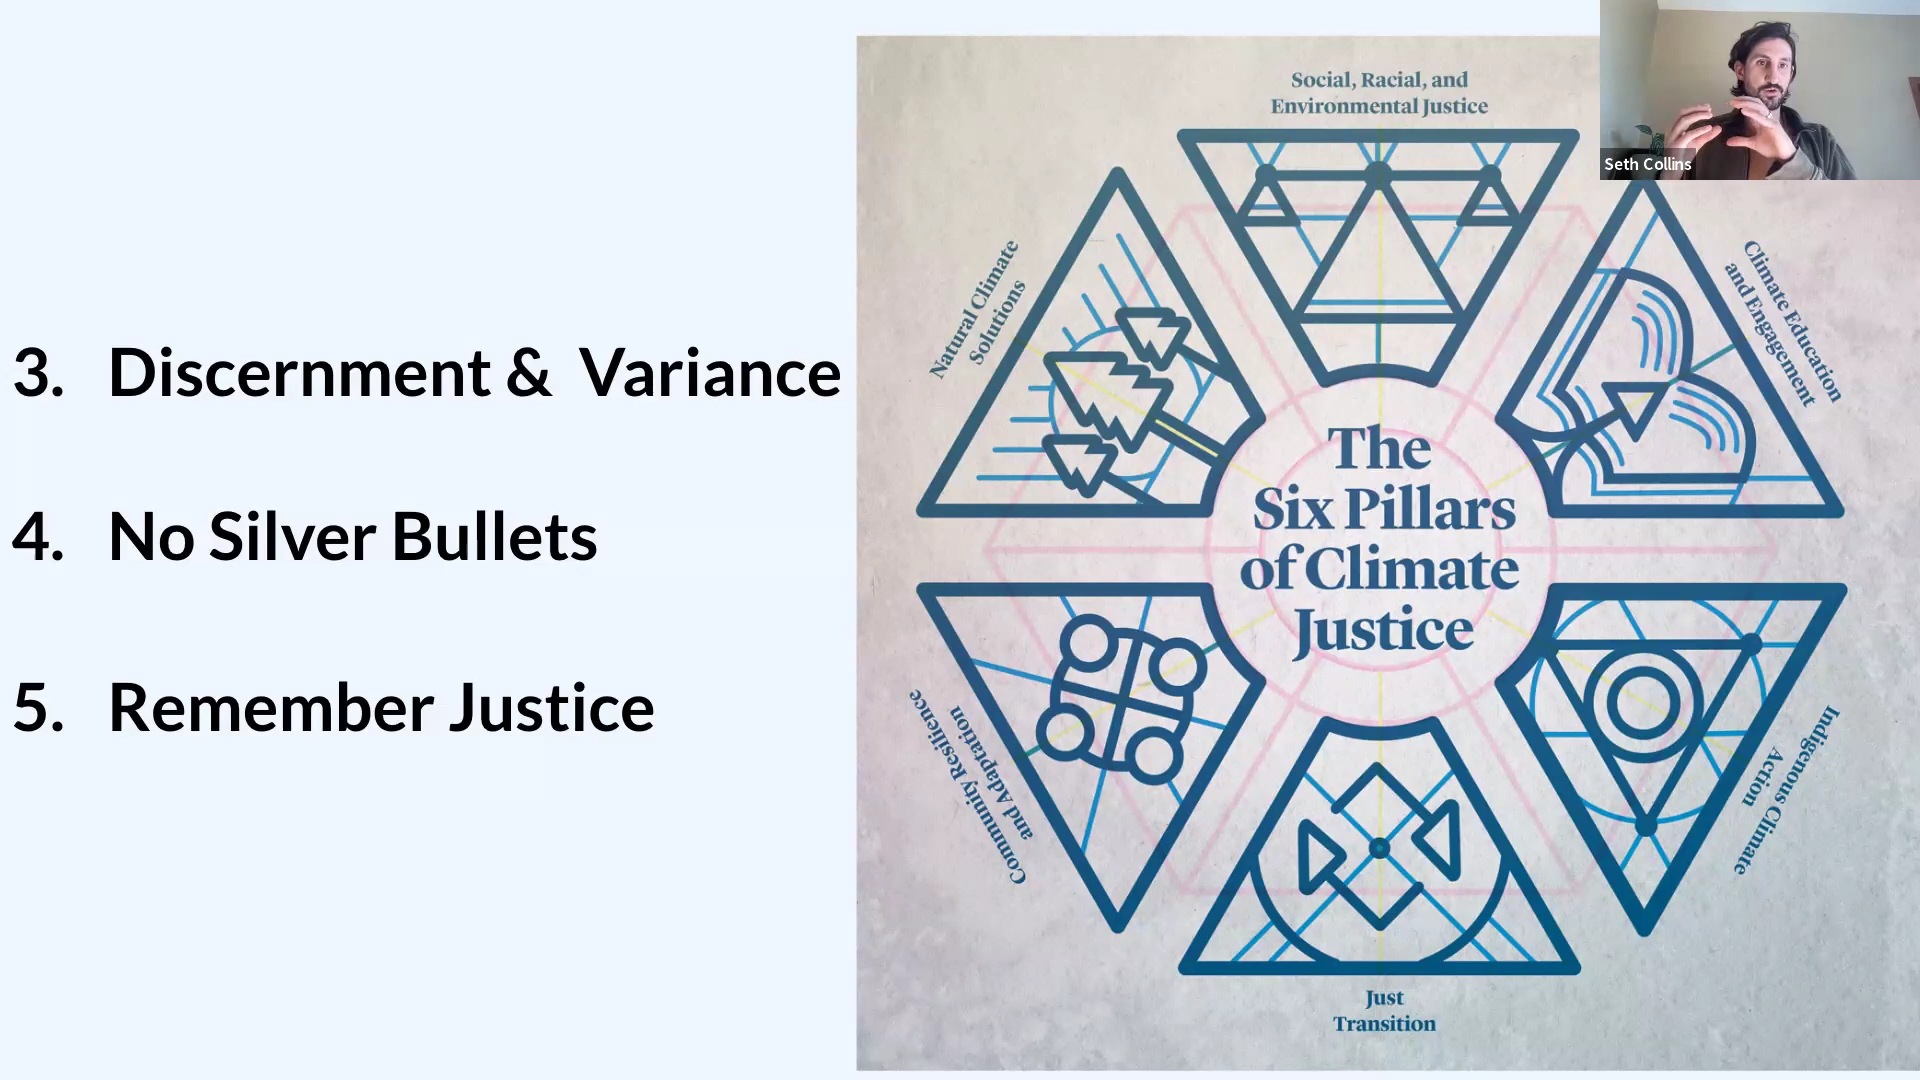 3. Discernment & Variance
4. No Silver Bullets
5. Remember Justice
Social, Racial, and
Environmental Justice
Natural Climate
Solutions
Climate Education
and Engagement
The
Six Pillars
of Climate
Justice
Community Resilience
and Adaptation
Indigenous Climate
Action
Just
Transition
Seth Collins